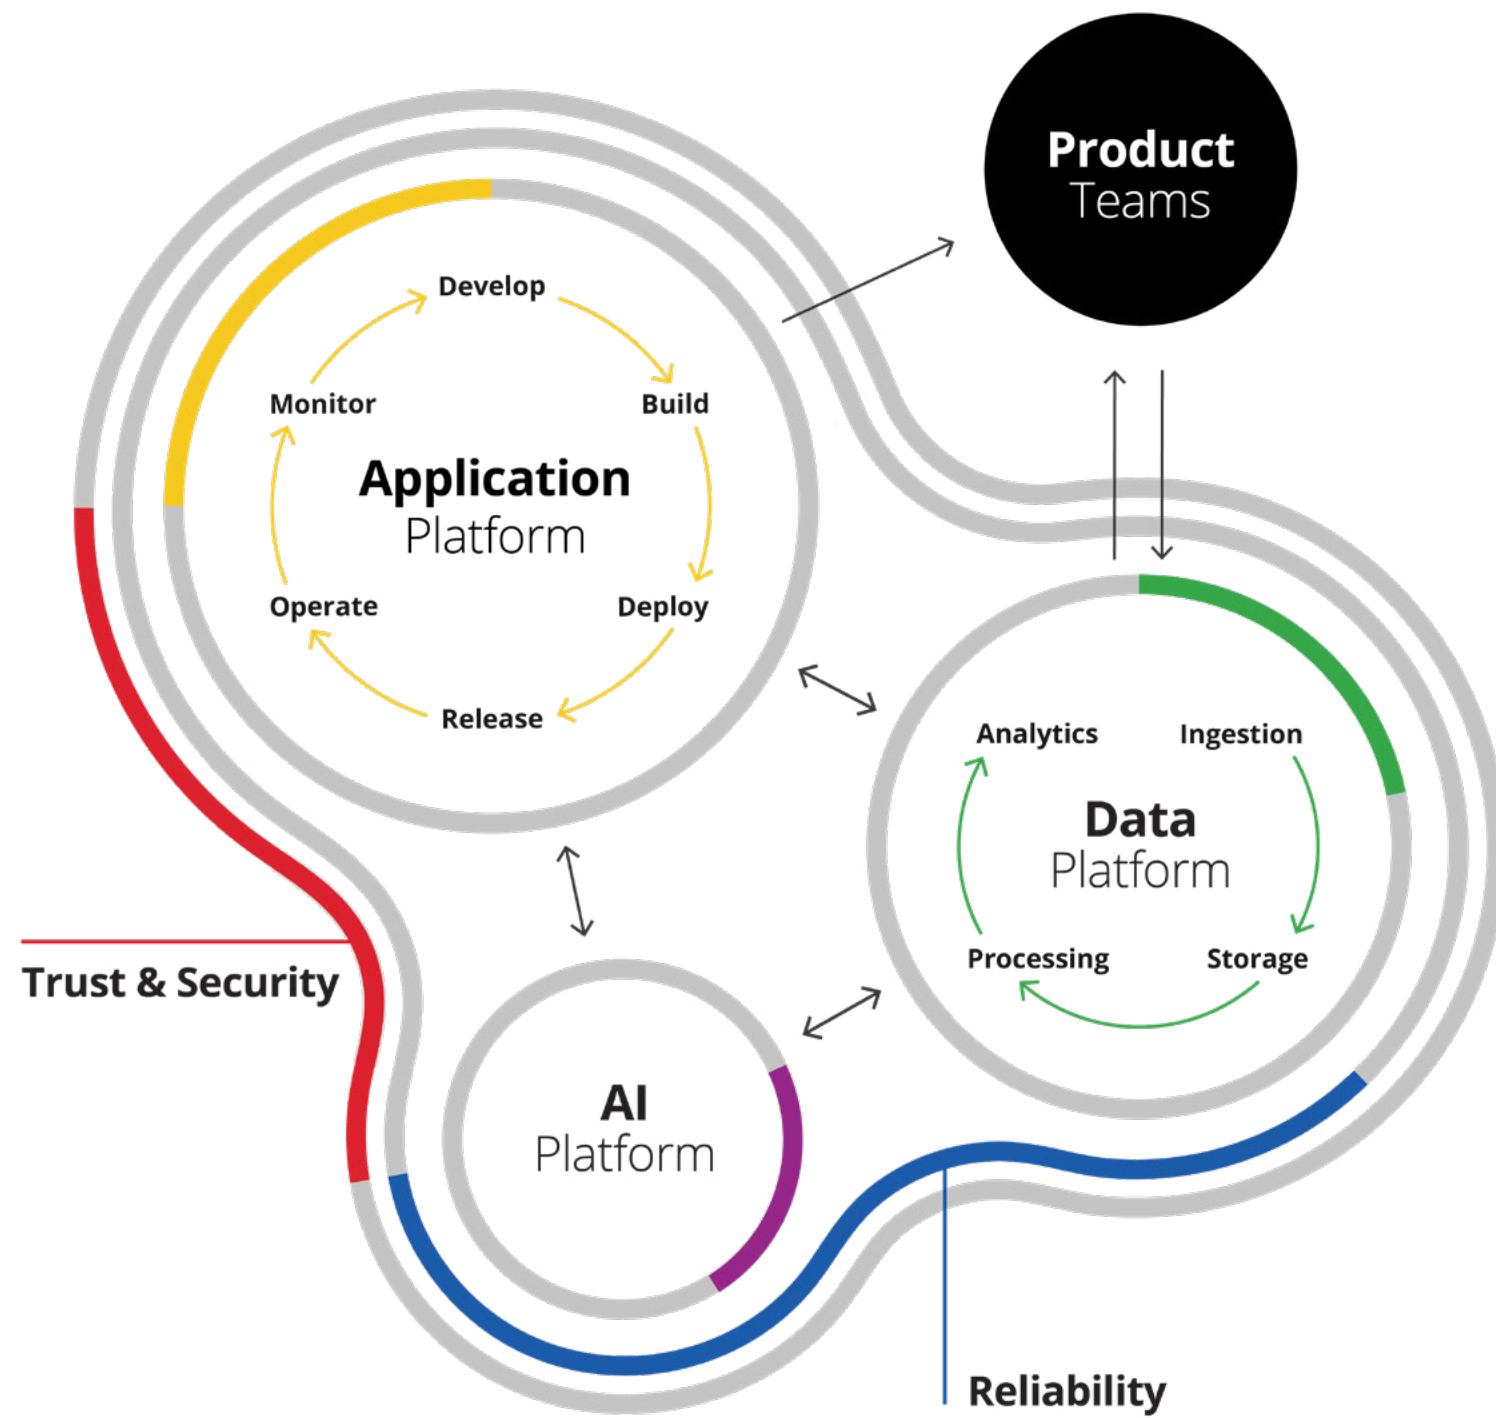 Product
Teams
Develop
Monitor
Build
Application
Platform
Operate
Deploy
Release
Analytics
Ingestion
Data
Platform
Processing
Storage
Trust & Security
AI
Platform
Reliability